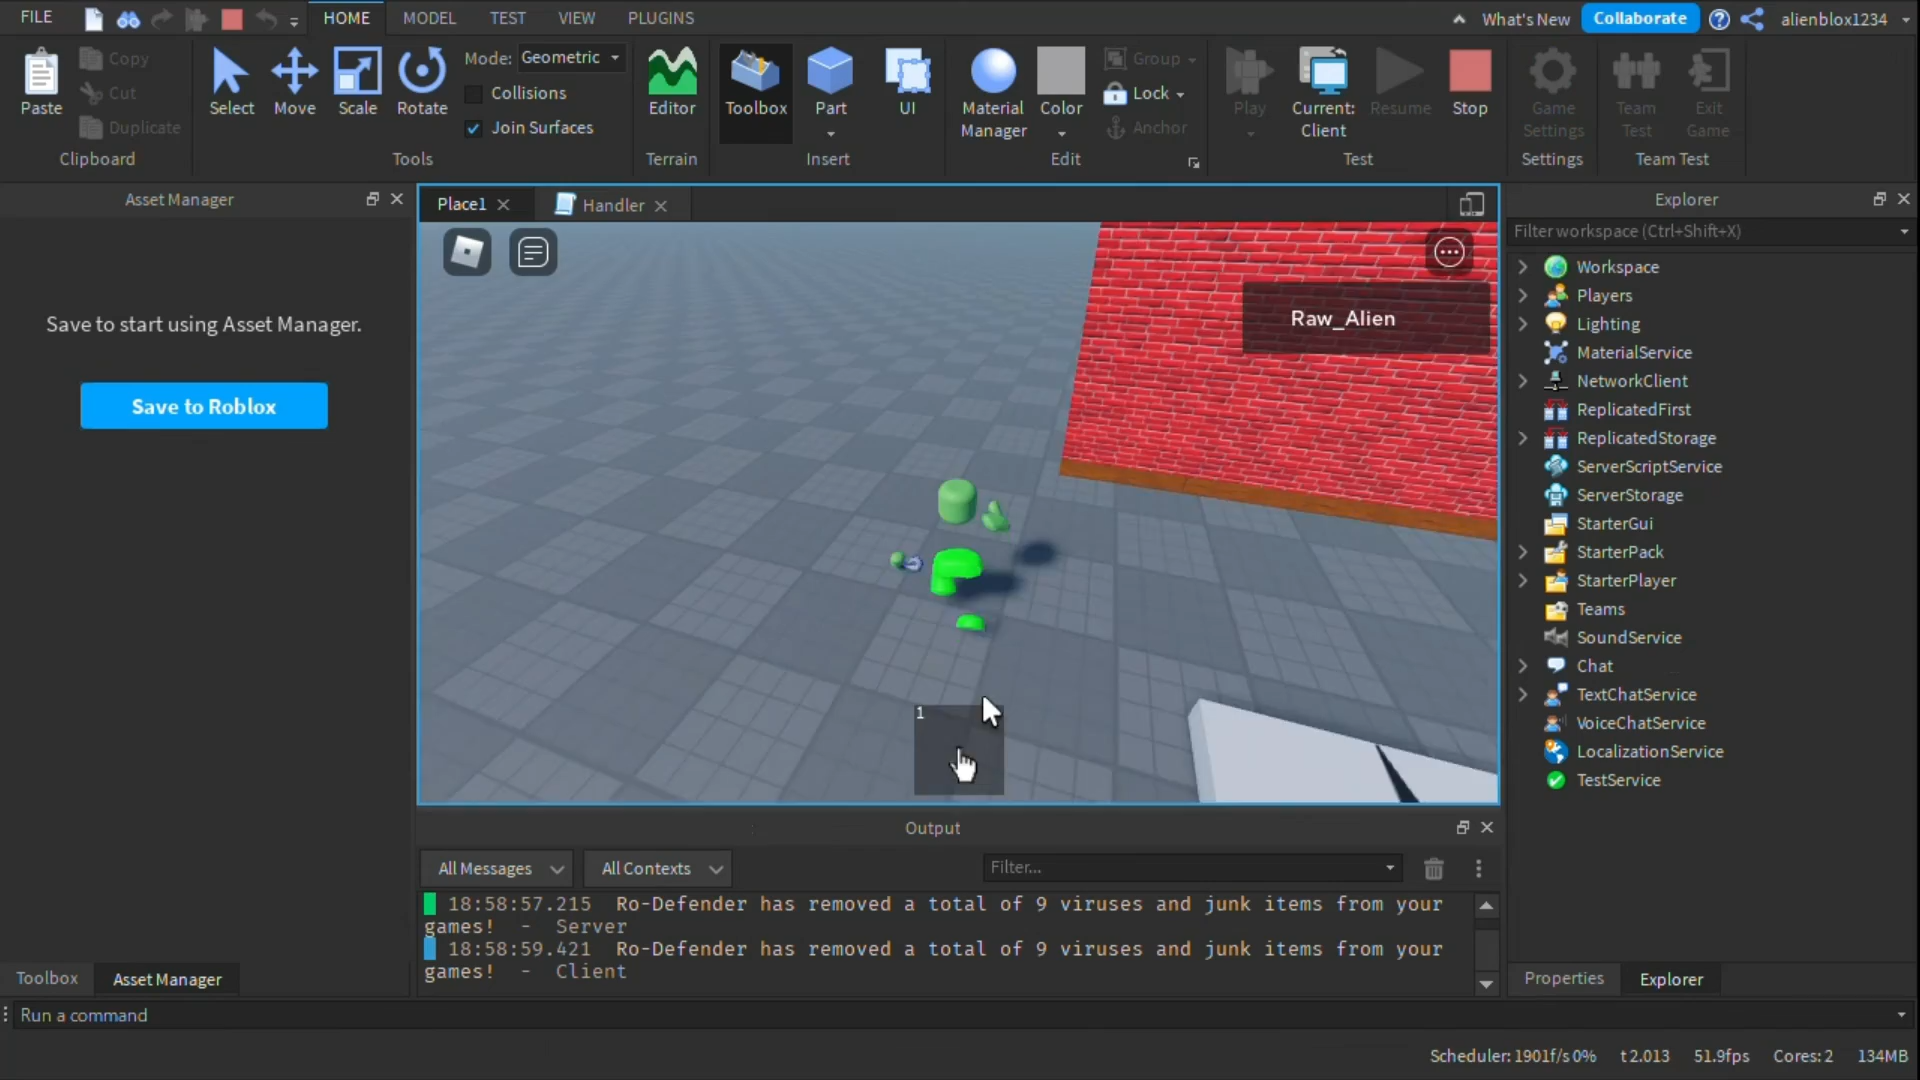 FILE
HOME
MODEL
TEST
VIEW
PLUGINS
What's New
Collaborate
alienblox1234
Paste
Copy
Cut
Duplicate
Clipboard
Select
Move
Scale
Rotate
Mode: Geometric
Collisions
Join Surfaces
Tools
Editor
Terrain
Toolbox
Part
UI
Insert
Material
Manager
Color
Group
Lock
Anchor
Edit
Play
Current:
Client
Resume
Stop
Test
Game
Settings
Settings
Team
Test
Exit
Game
Team Test
Asset Manager
Save to start using Asset Manager.
Save to Roblox
Toolbox
Asset Manager
Place1
Handler
Raw_Alien
1
Output
All Messages
All Contexts
Filter...
18:58:57.215 Ro-Defender has removed a total of 9 viruses and junk items from your
games! - Server
18:58:59.421 Ro-Defender has removed a total of 9 viruses and junk items from your
games! - Client
Explorer
Filter workspace (Ctrl+Shift+X)
Workspace
Players
Lighting
MaterialService
NetworkClient
ReplicatedFirst
ReplicatedStorage
ServerScriptService
ServerStorage
StarterGui
StarterPack
StarterPlayer
Teams
SoundService
Chat
TextChatService
VoiceChatService
LocalizationService
TestService
Properties
Explorer
Run a command
Scheduler: 1901f/s 0% t 2.013 51.9fps Cores: 2 134MB